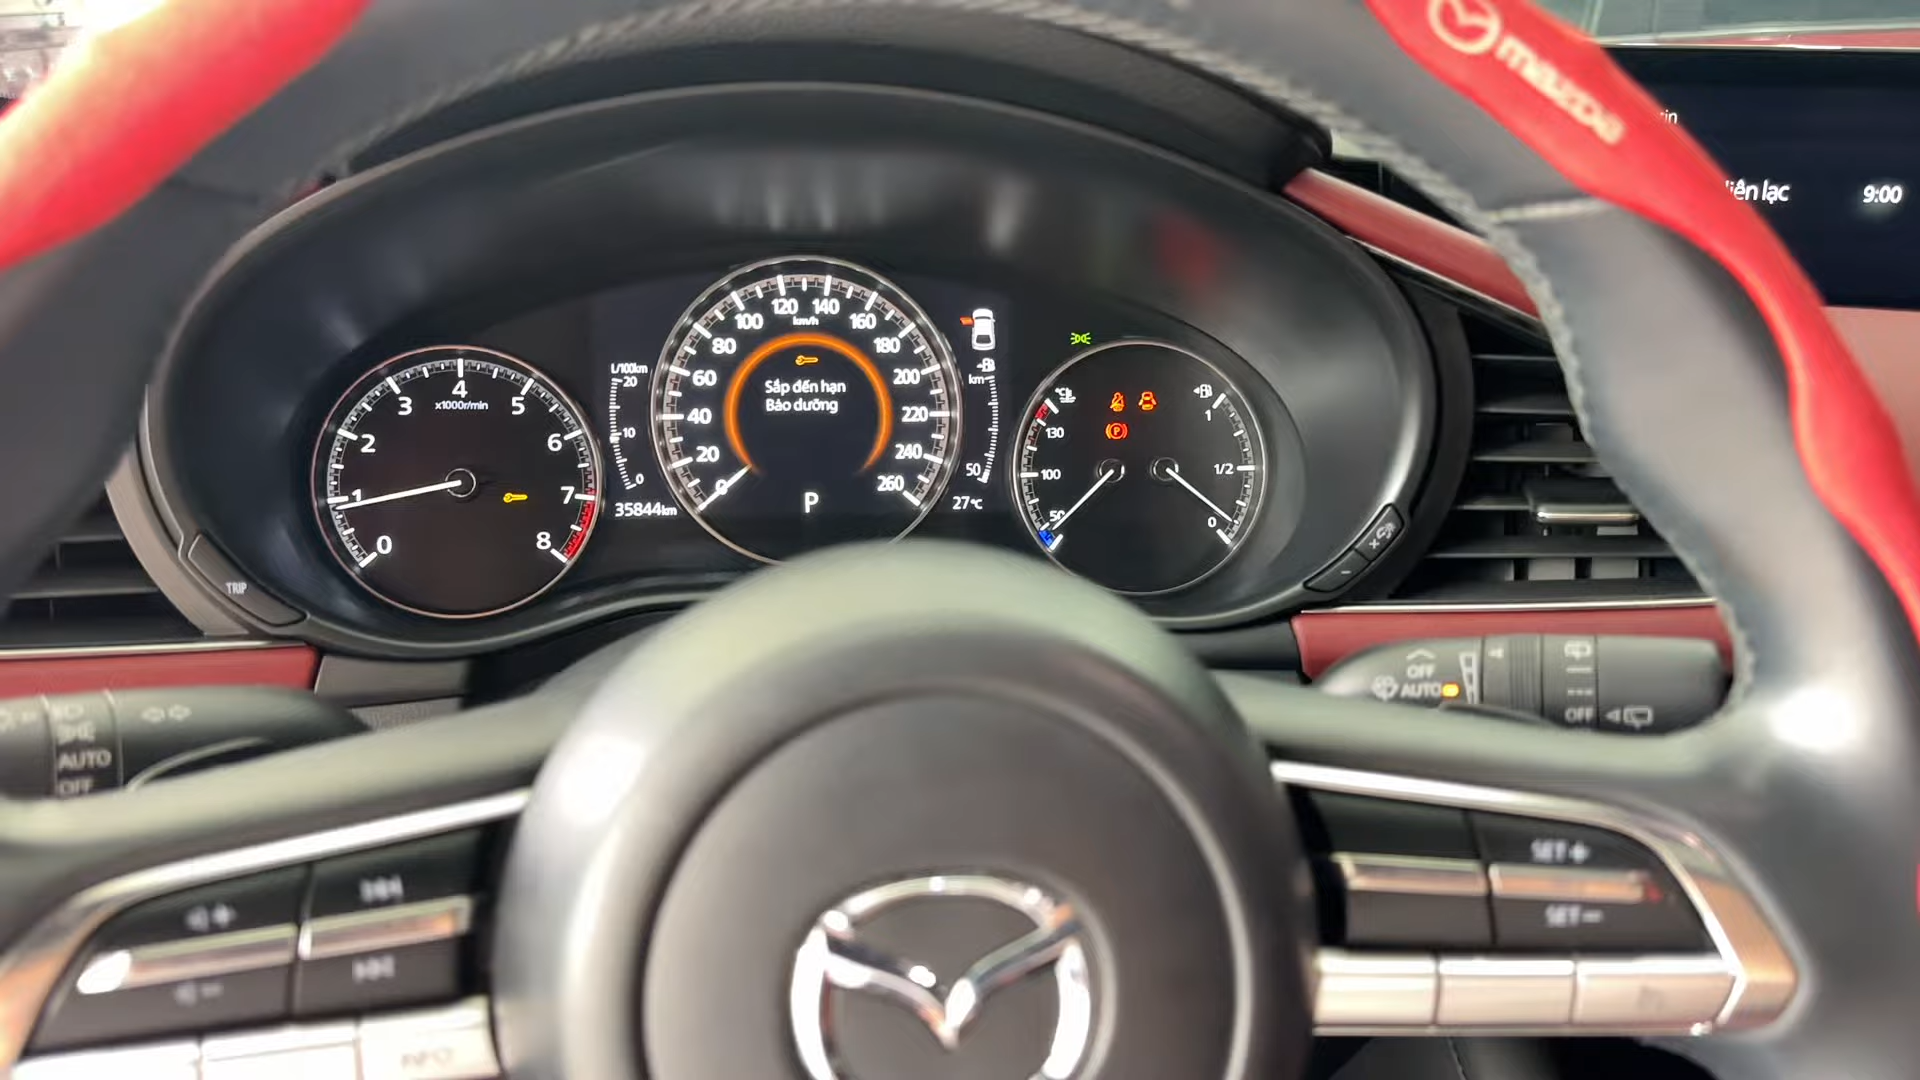 mazda
liên lạc 9:00
120 140
100 km/h 160
80 180
60 200
40 220
20 240
0 260
Sắp đến hạn
Bảo dưỡng
P
L/100km
20
10
0
35844km
km
50
27°C
4
x1000r/min
3 5
2 6
1 7
0 8
130
100
50
1
1/2
0
TRIP
AUTO
OFF
OFF
AUTO
OFF
SET +
SET −
INFO